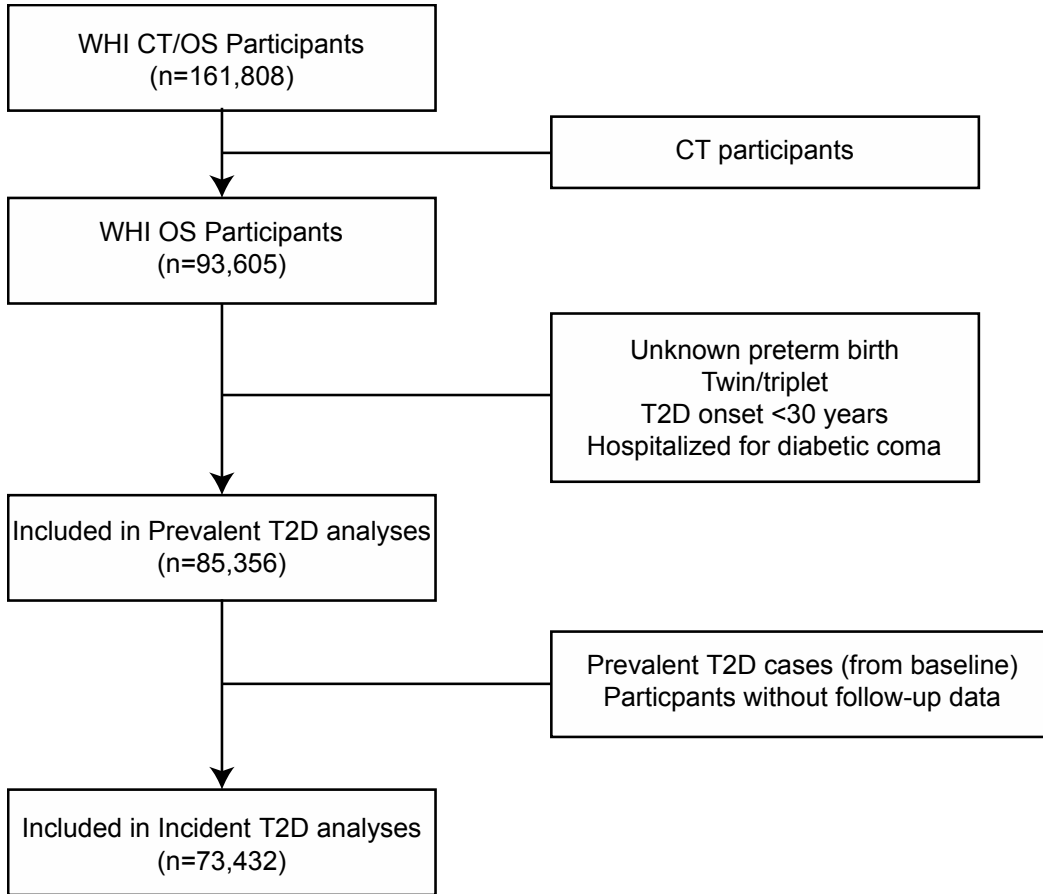 WHI CT/OS Participants
(n=161,808)
CT participants
WHI OS Participants
(n=93,605)
Unknown preterm birth
Twin/triplet
T2D onset <30 years
Hospitalized for diabetic coma
Included in Prevalent T2D analyses
(n=85,356)
Prevalent T2D cases (from baseline)
Particpants without follow-up data
Included in Incident T2D analyses
(n=73,432)